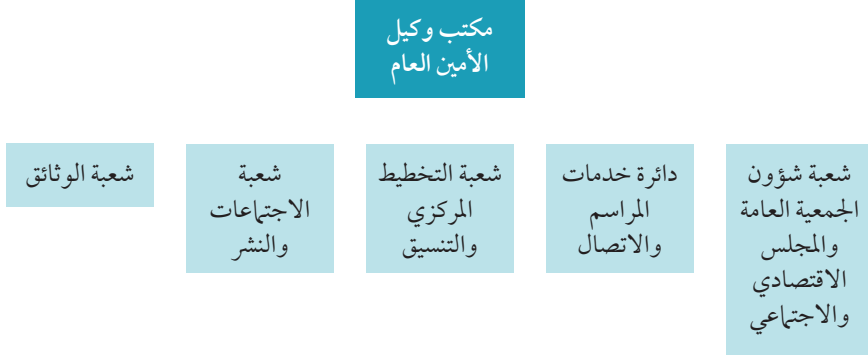 مكتب وكيل
الأمين العام
شعبة شؤون
الجمعية العامة
والمجلس
الاقتصادي
والاجتماعي
دائرة خدمات
المراسم
والاتصال
شعبة التخطيط
المركزي
والتنسيق
شعبة
الاجتماعات
والنشر
شعبة الوثائق